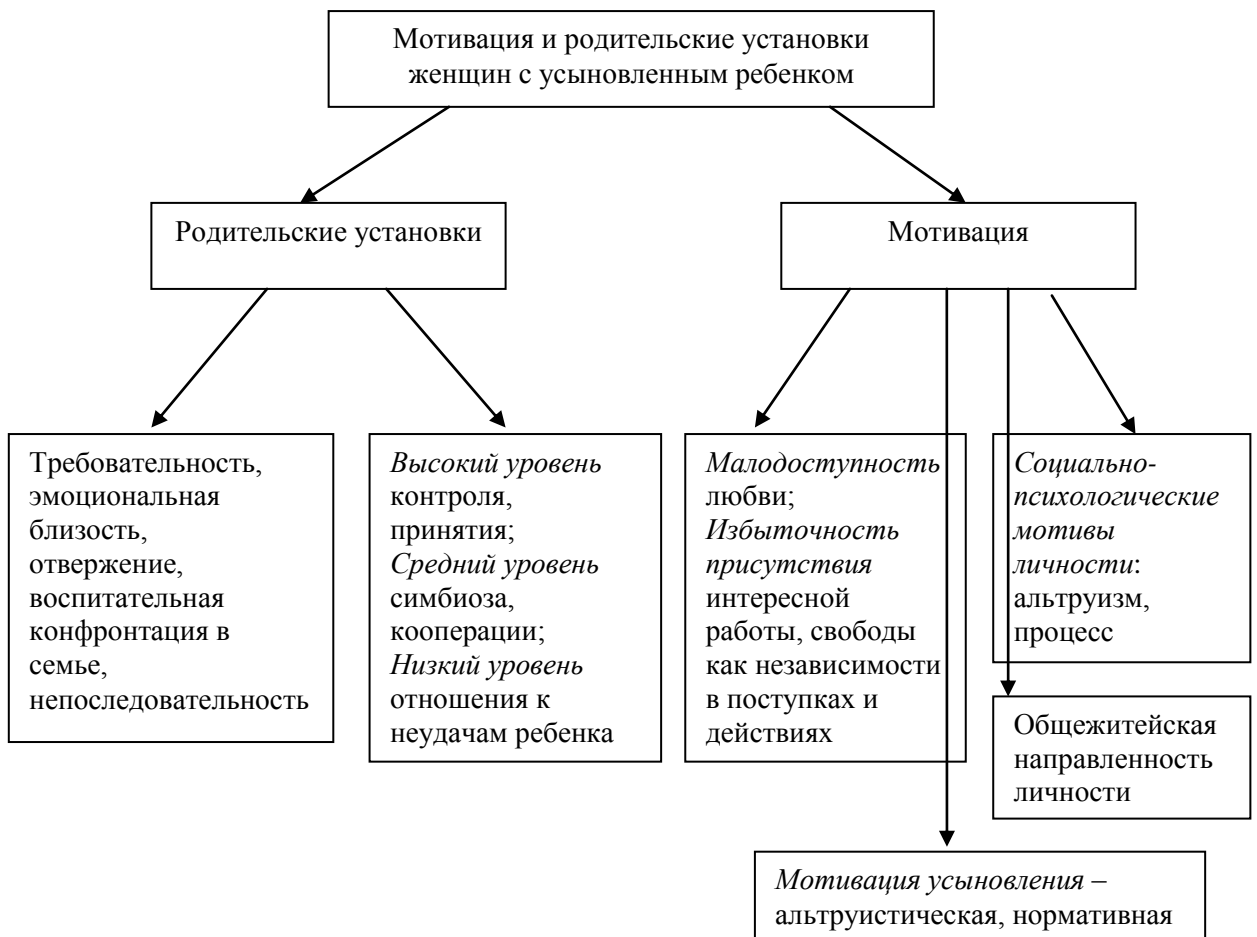 Мотивация и родительские установки
женщин с усыновленным ребенком
Родительские установки
Мотивация
Требовательность,
эмоциональная
близость,
отвержение,
воспитательная
конфронтация в
семье,
непоследовательность
Высокий уровень
контроля,
принятия;
Средний уровень
симбиоза,
кооперации;
Низкий уровень
отношения к
неудачам ребенка
Малодоступность
любви;
Избыточность
присутствия
интересной
работы, свободы
как независимости
в поступках и
действиях
Социально-
психологические
мотивы
личности:
альтруизм,
процесс
Общежитейская
направленность
личности
Мотивация усыновления –
альтруистическая, нормативная